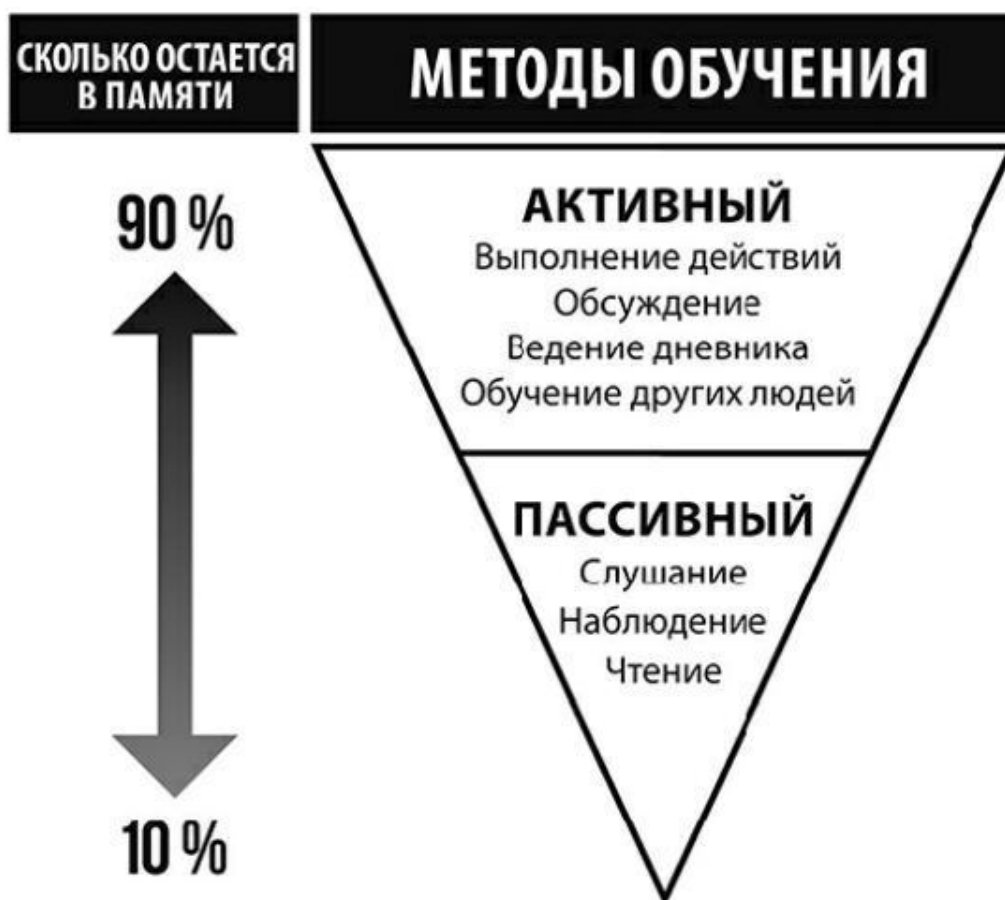 СКОЛЬКО ОСТАЕТСЯ
В ПАМЯТИ
МЕТОДЫ ОБУЧЕНИЯ
90 %
10 %
АКТИВНЫЙ
Выполнение действий
Обсуждение
Ведение дневника
Обучение других людей
ПАССИВНЫЙ
Слушание
Наблюдение
Чтение